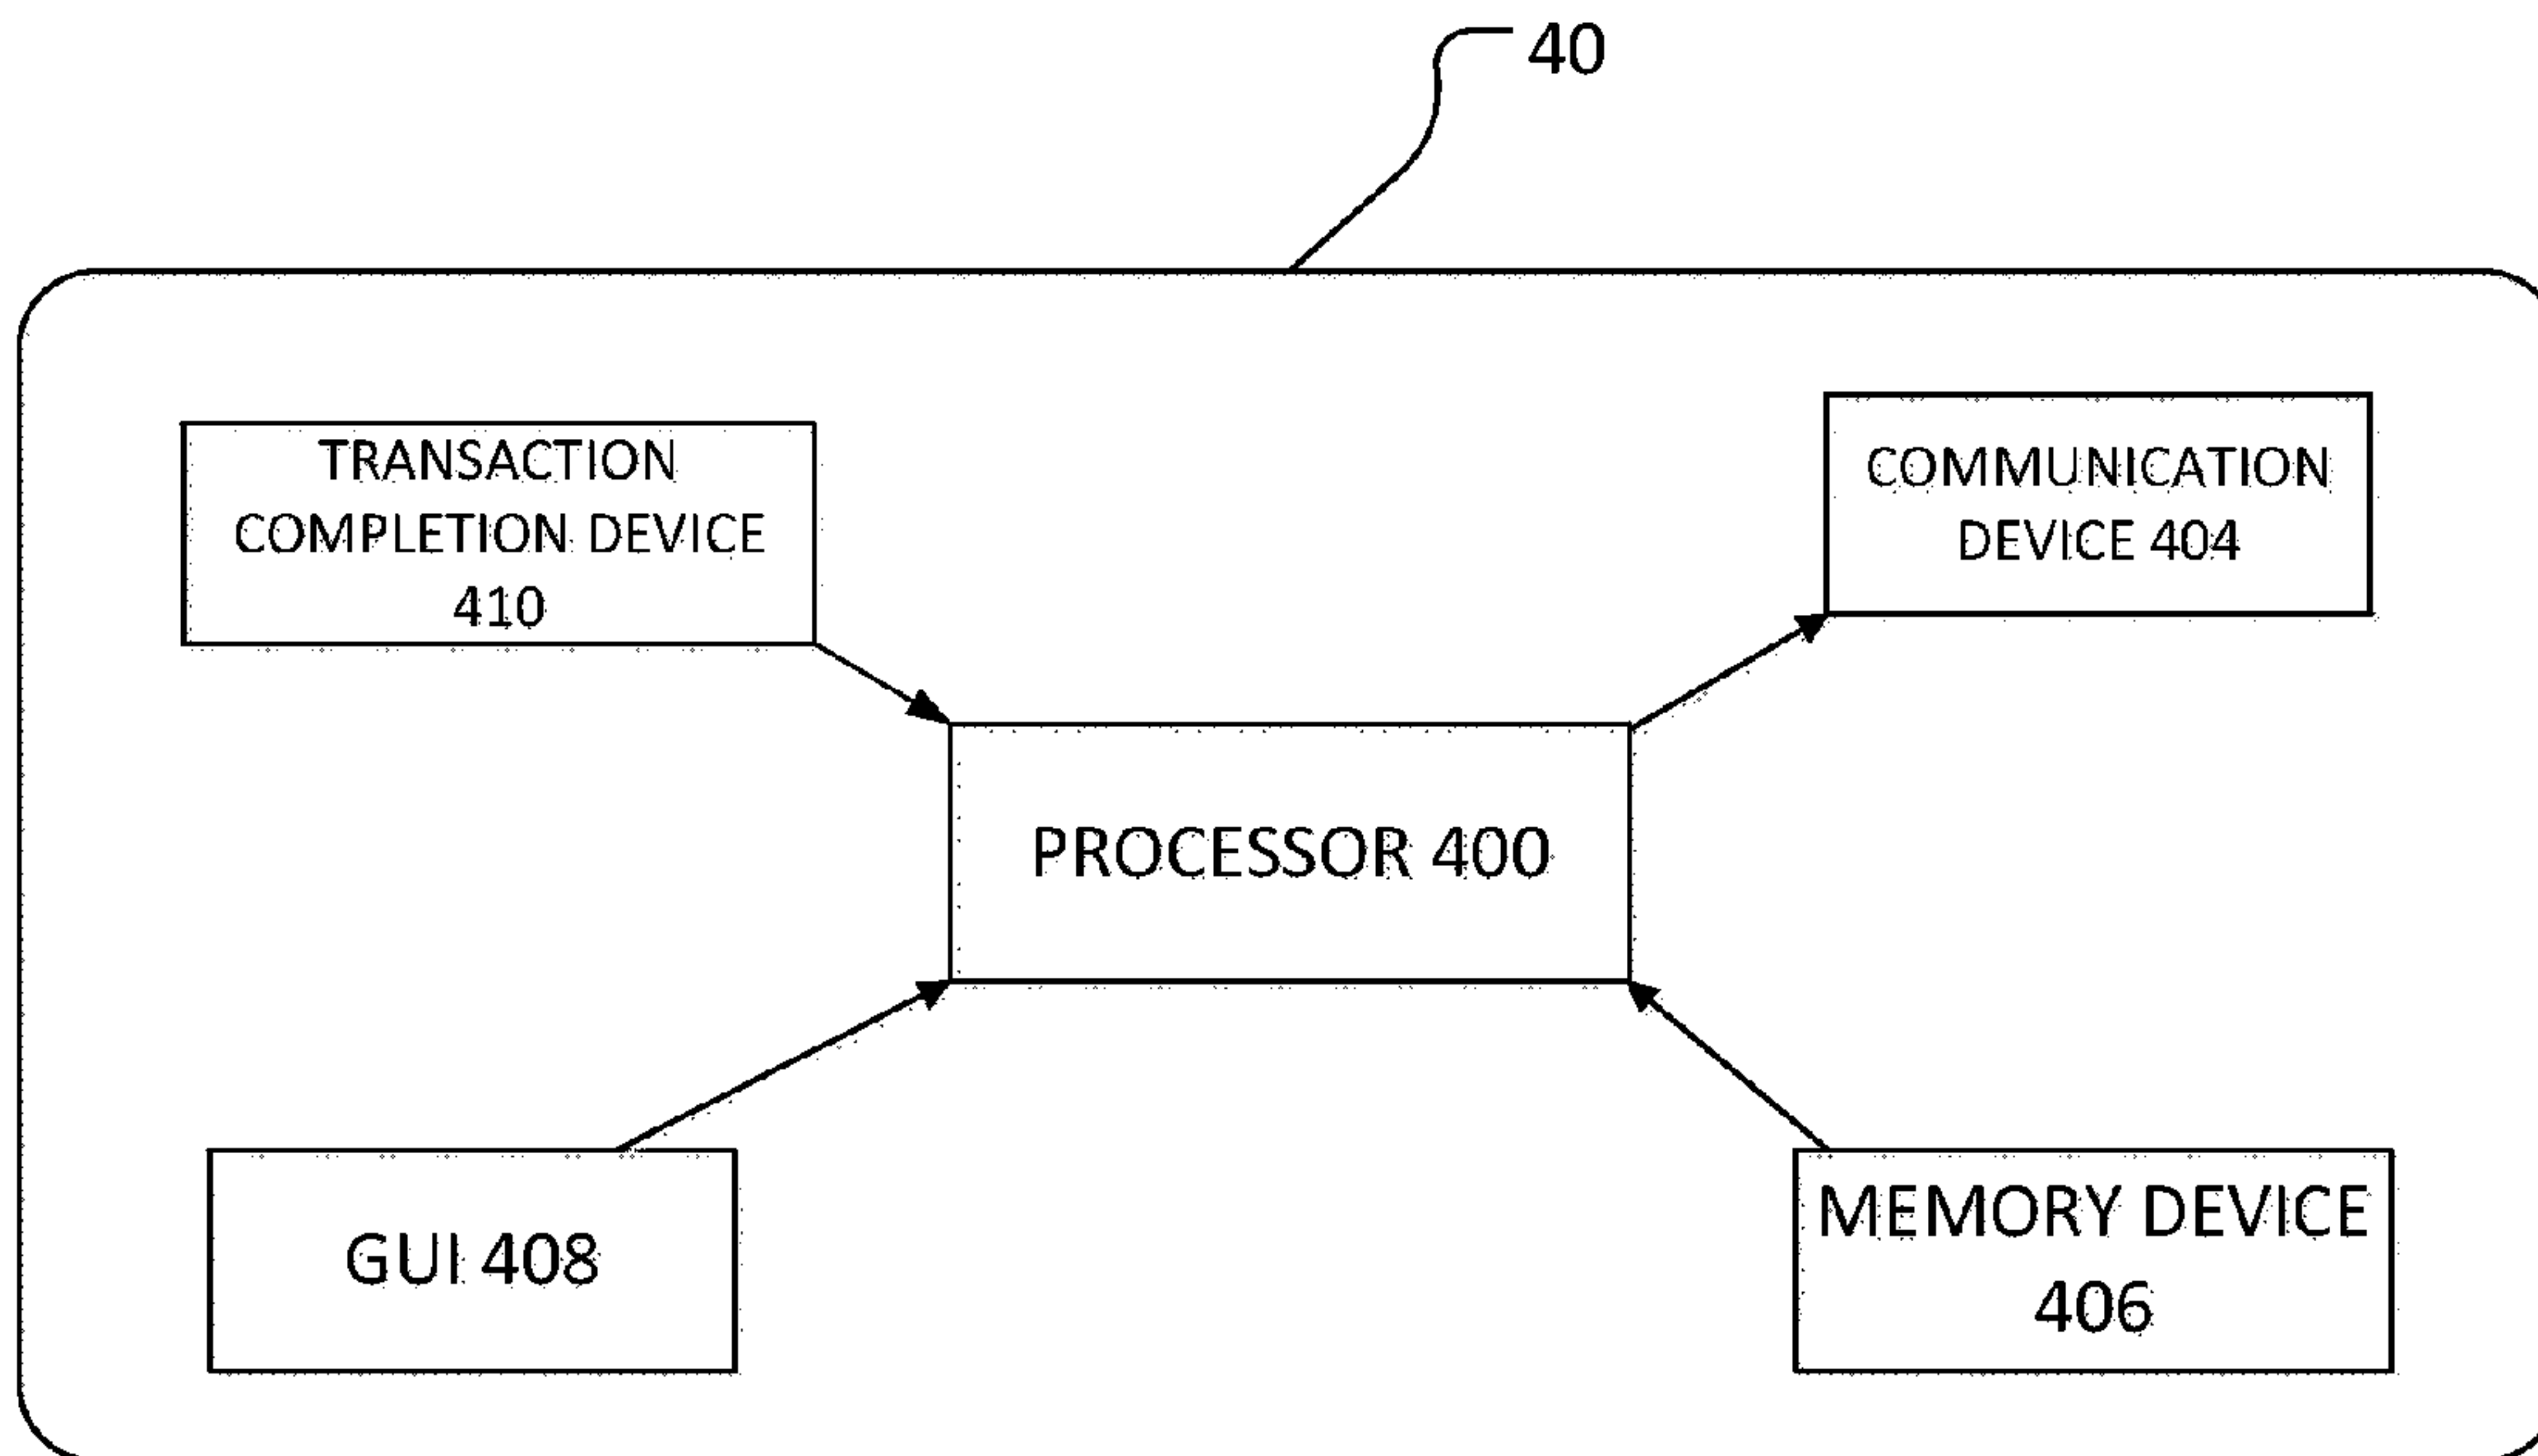 40
TRANSACTION
COMPLETION DEVICE
410
COMMUNICATION
DEVICE 404
PROCESSOR 400
GUI 408
MEMORY DEVICE
406